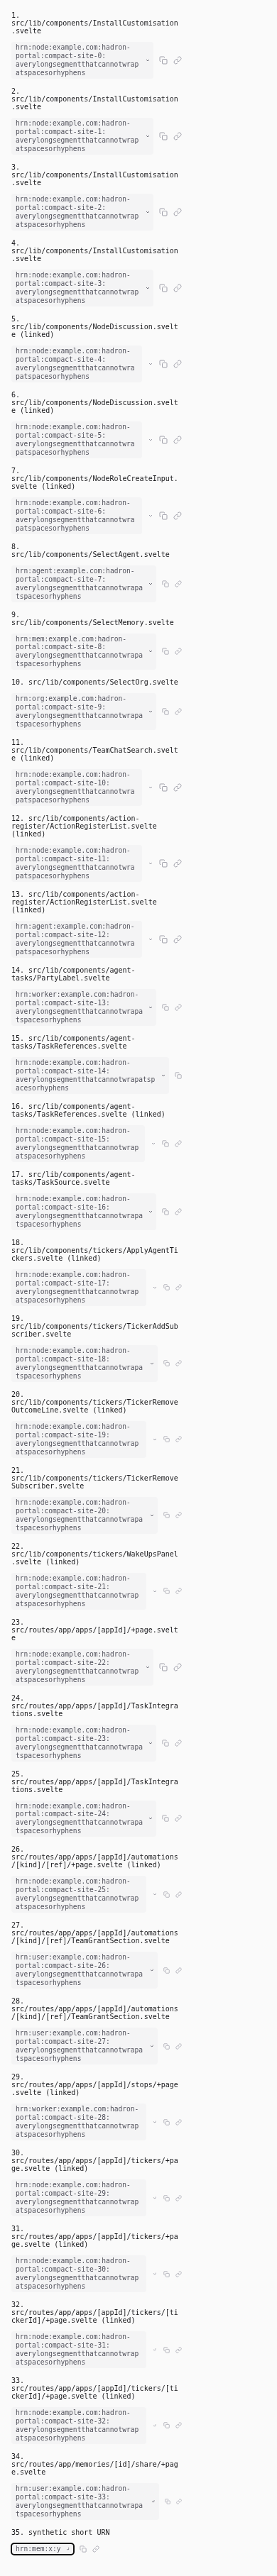 1.
src/lib/components/InstallCustomisation
.svelte
hrn:node:example.com:hadron-
portal:compact-site-0:
averylongsegmentthatcannotwrap
atspacesorhyphens
2.
src/lib/components/InstallCustomisation
.svelte
hrn:node:example.com:hadron-
portal:compact-site-1:
averylongsegmentthatcannotwrap
atspacesorhyphens
3.
src/lib/components/InstallCustomisation
.svelte
hrn:node:example.com:hadron-
portal:compact-site-2:
averylongsegmentthatcannotwrap
atspacesorhyphens
4.
src/lib/components/InstallCustomisation
.svelte
hrn:node:example.com:hadron-
portal:compact-site-3:
averylongsegmentthatcannotwrap
atspacesorhyphens
5.
src/lib/components/NodeDiscussion.svelt
e (linked)
hrn:node:example.com:hadron-
portal:compact-site-4:
averylongsegmentthatcannotwra
patspacesorhyphens
6.
src/lib/components/NodeDiscussion.svelt
e (linked)
hrn:node:example.com:hadron-
portal:compact-site-5:
averylongsegmentthatcannotwra
patspacesorhyphens
7.
src/lib/components/NodeRoleCreateInput.
svelte (linked)
hrn:node:example.com:hadron-
portal:compact-site-6:
averylongsegmentthatcannotwra
patspacesorhyphens
8.
src/lib/components/SelectAgent.svelte
hrn:agent:example.com:hadron-
portal:compact-site-7:
averylongsegmentthatcannotwrapa
tspacesorhyphens
9.
src/lib/components/SelectMemory.svelte
hrn:mem:example.com:hadron-
portal:compact-site-8:
averylongsegmentthatcannotwrapa
tspacesorhyphens
10. src/lib/components/SelectOrg.svelte
hrn:org:example.com:hadron-
portal:compact-site-9:
averylongsegmentthatcannotwrapa
tspacesorhyphens
11.
src/lib/components/TeamChatSearch.svelt
e (linked)
hrn:node:example.com:hadron-
portal:compact-site-10:
averylongsegmentthatcannotwra
patspacesorhyphens
12. src/lib/components/action-
register/ActionRegisterList.svelte
(linked)
hrn:node:example.com:hadron-
portal:compact-site-11:
averylongsegmentthatcannotwra
patspacesorhyphens
13. src/lib/components/action-
register/ActionRegisterList.svelte
(linked)
hrn:agent:example.com:hadron-
portal:compact-site-12:
averylongsegmentthatcannotwra
patspacesorhyphens
14. src/lib/components/agent-
tasks/PartyLabel.svelte
hrn:worker:example.com:hadron-
portal:compact-site-13:
averylongsegmentthatcannotwrapa
tspacesorhyphens
15. src/lib/components/agent-
tasks/TaskReferences.svelte
hrn:node:example.com:hadron-
portal:compact-site-14:
averylongsegmentthatcannotwrapatsp
acesorhyphens
16. src/lib/components/agent-
tasks/TaskReferences.svelte (linked)
hrn:node:example.com:hadron-
portal:compact-site-15:
averylongsegmentthatcannotwrap
atspacesorhyphens
17. src/lib/components/agent-
tasks/TaskSource.svelte
hrn:node:example.com:hadron-
portal:compact-site-16:
averylongsegmentthatcannotwrapa
tspacesorhyphens
18.
src/lib/components/tickers/ApplyAgentTi
ckers.svelte (linked)
hrn:node:example.com:hadron-
portal:compact-site-17:
averylongsegmentthatcannotwrap
atspacesorhyphens
19.
src/lib/components/tickers/TickerAddSub
scriber.svelte
hrn:node:example.com:hadron-
portal:compact-site-18:
averylongsegmentthatcannotwrapa
tspacesorhyphens
20.
src/lib/components/tickers/TickerRemove
OutcomeLine.svelte (linked)
hrn:node:example.com:hadron-
portal:compact-site-19:
averylongsegmentthatcannotwrap
atspacesorhyphens
21.
src/lib/components/tickers/TickerRemove
Subscriber.svelte
hrn:node:example.com:hadron-
portal:compact-site-20:
averylongsegmentthatcannotwrapa
tspacesorhyphens
22.
src/lib/components/tickers/WakeUpsPanel
.svelte (linked)
hrn:node:example.com:hadron-
portal:compact-site-21:
averylongsegmentthatcannotwrap
atspacesorhyphens
23.
src/routes/app/apps/[appId]/+page.svelt
e
hrn:node:example.com:hadron-
portal:compact-site-22:
averylongsegmentthatcannotwrap
atspacesorhyphens
24.
src/routes/app/apps/[appId]/TaskIntegra
tions.svelte
hrn:node:example.com:hadron-
portal:compact-site-23:
averylongsegmentthatcannotwrapa
tspacesorhyphens
25.
src/routes/app/apps/[appId]/TaskIntegra
tions.svelte
hrn:node:example.com:hadron-
portal:compact-site-24:
averylongsegmentthatcannotwrapa
tspacesorhyphens
26.
src/routes/app/apps/[appId]/automations
/[kind]/[ref]/+page.svelte (linked)
hrn:node:example.com:hadron-
portal:compact-site-25:
averylongsegmentthatcannotwrap
atspacesorhyphens
27.
src/routes/app/apps/[appId]/automations
/[kind]/[ref]/TeamGrantSection.svelte
hrn:user:example.com:hadron-
portal:compact-site-26:
averylongsegmentthatcannotwrapa
tspacesorhyphens
28.
src/routes/app/apps/[appId]/automations
/[kind]/[ref]/TeamGrantSection.svelte
hrn:user:example.com:hadron-
portal:compact-site-27:
averylongsegmentthatcannotwrapa
tspacesorhyphens
29.
src/routes/app/apps/[appId]/stops/+page
.svelte (linked)
hrn:worker:example.com:hadron-
portal:compact-site-28:
averylongsegmentthatcannotwrap
atspacesorhyphens
30.
src/routes/app/apps/[appId]/tickers/+pa
ge.svelte (linked)
hrn:node:example.com:hadron-
portal:compact-site-29:
averylongsegmentthatcannotwrap
atspacesorhyphens
31.
src/routes/app/apps/[appId]/tickers/+pa
ge.svelte (linked)
hrn:node:example.com:hadron-
portal:compact-site-30:
averylongsegmentthatcannotwrap
atspacesorhyphens
32.
src/routes/app/apps/[appId]/tickers/[ti
ckerId]/+page.svelte (linked)
hrn:node:example.com:hadron-
portal:compact-site-31:
averylongsegmentthatcannotwrap
atspacesorhyphens
33.
src/routes/app/apps/[appId]/tickers/[ti
ckerId]/+page.svelte (linked)
hrn:node:example.com:hadron-
portal:compact-site-32:
averylongsegmentthatcannotwrap
atspacesorhyphens
34.
src/routes/app/memories/[id]/share/+pag
e.svelte
hrn:user:example.com:hadron-
portal:compact-site-33:
averylongsegmentthatcannotwrapa
tspacesorhyphens
35. synthetic short URN
hrn:mem:x:y